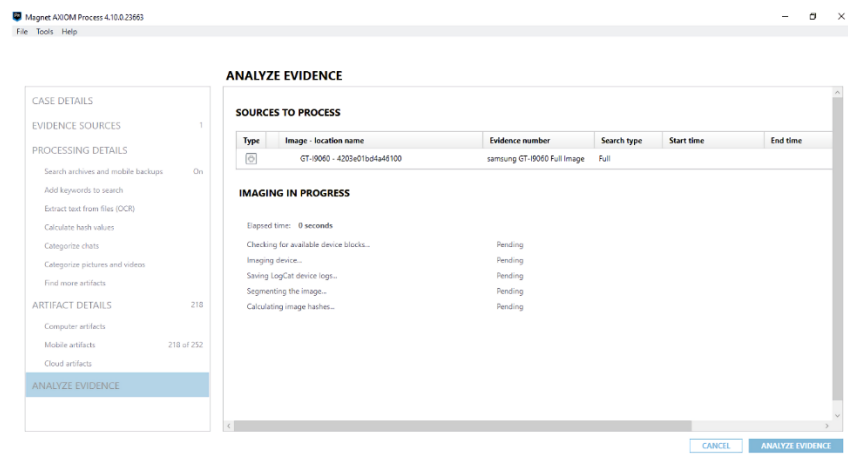 Magnet AXIOM Process 4.10.0.23663
File Tools Help
ANALYZE EVIDENCE
CASE DETAILS
EVIDENCE SOURCES 1
PROCESSING DETAILS
Search archives and mobile backups On
Add keywords to search
Extract text from files (OCR)
Calculate hash values
Categorize chats
Categorize pictures and videos
Find more artifacts
ARTIFACT DETAILS 218
Computer artifacts
Mobile artifacts 218 of 252
Cloud artifacts
ANALYZE EVIDENCE
SOURCES TO PROCESS
Type Image - location name Evidence number Search type Start time End time
GT-I9060 - 4203e01bd4a46100 samsung GT-I9060 Full Image Full
IMAGING IN PROGRESS
Elapsed time: 0 seconds
Checking for available device blocks... Pending
Imaging device... Pending
Saving LogCat device logs... Pending
Segmenting the image... Pending
Calculating image hashes... Pending
CANCEL ANALYZE EVIDENCE